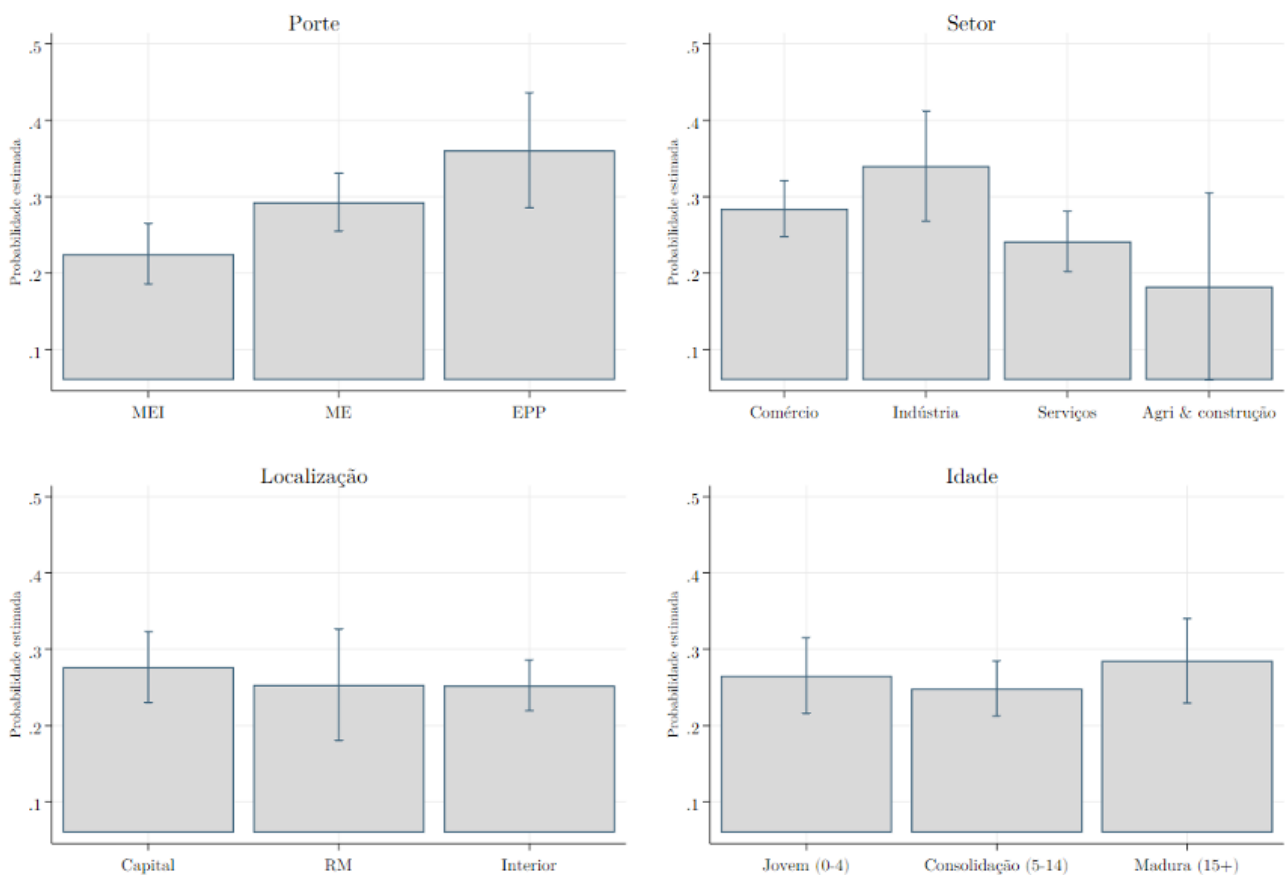 Porte
Probabilidade estimada
.5
.4
.3
.2
.1
MEI ME EPP
Setor
Probabilidade estimada
.5
.4
.3
.2
.1
Comércio Indústria Serviços Agri & construção
Localização
Probabilidade estimada
.5
.4
.3
.2
.1
Capital RM Interior
Idade
Probabilidade estimada
.5
.4
.3
.2
.1
Jovem (0-4) Consolidação (5-14) Madura (15+)